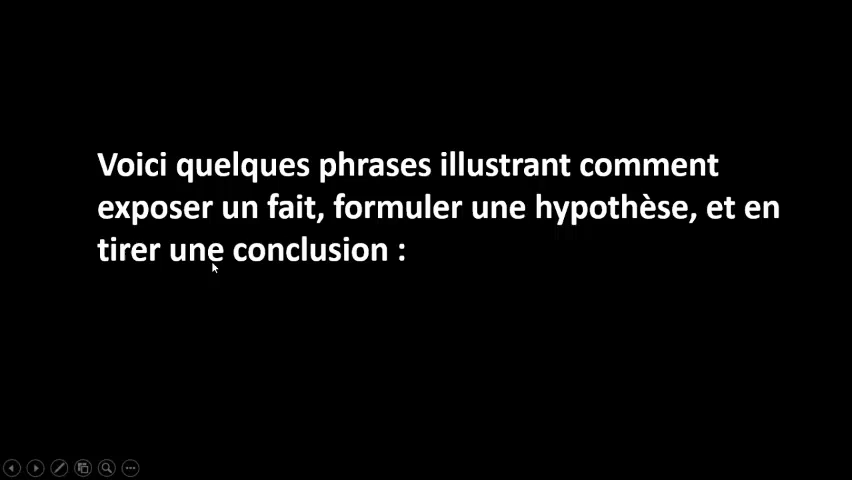 Voici quelques phrases illustrant comment
exposer un fait, formuler une hypothèse, et en
tirer une conclusion :